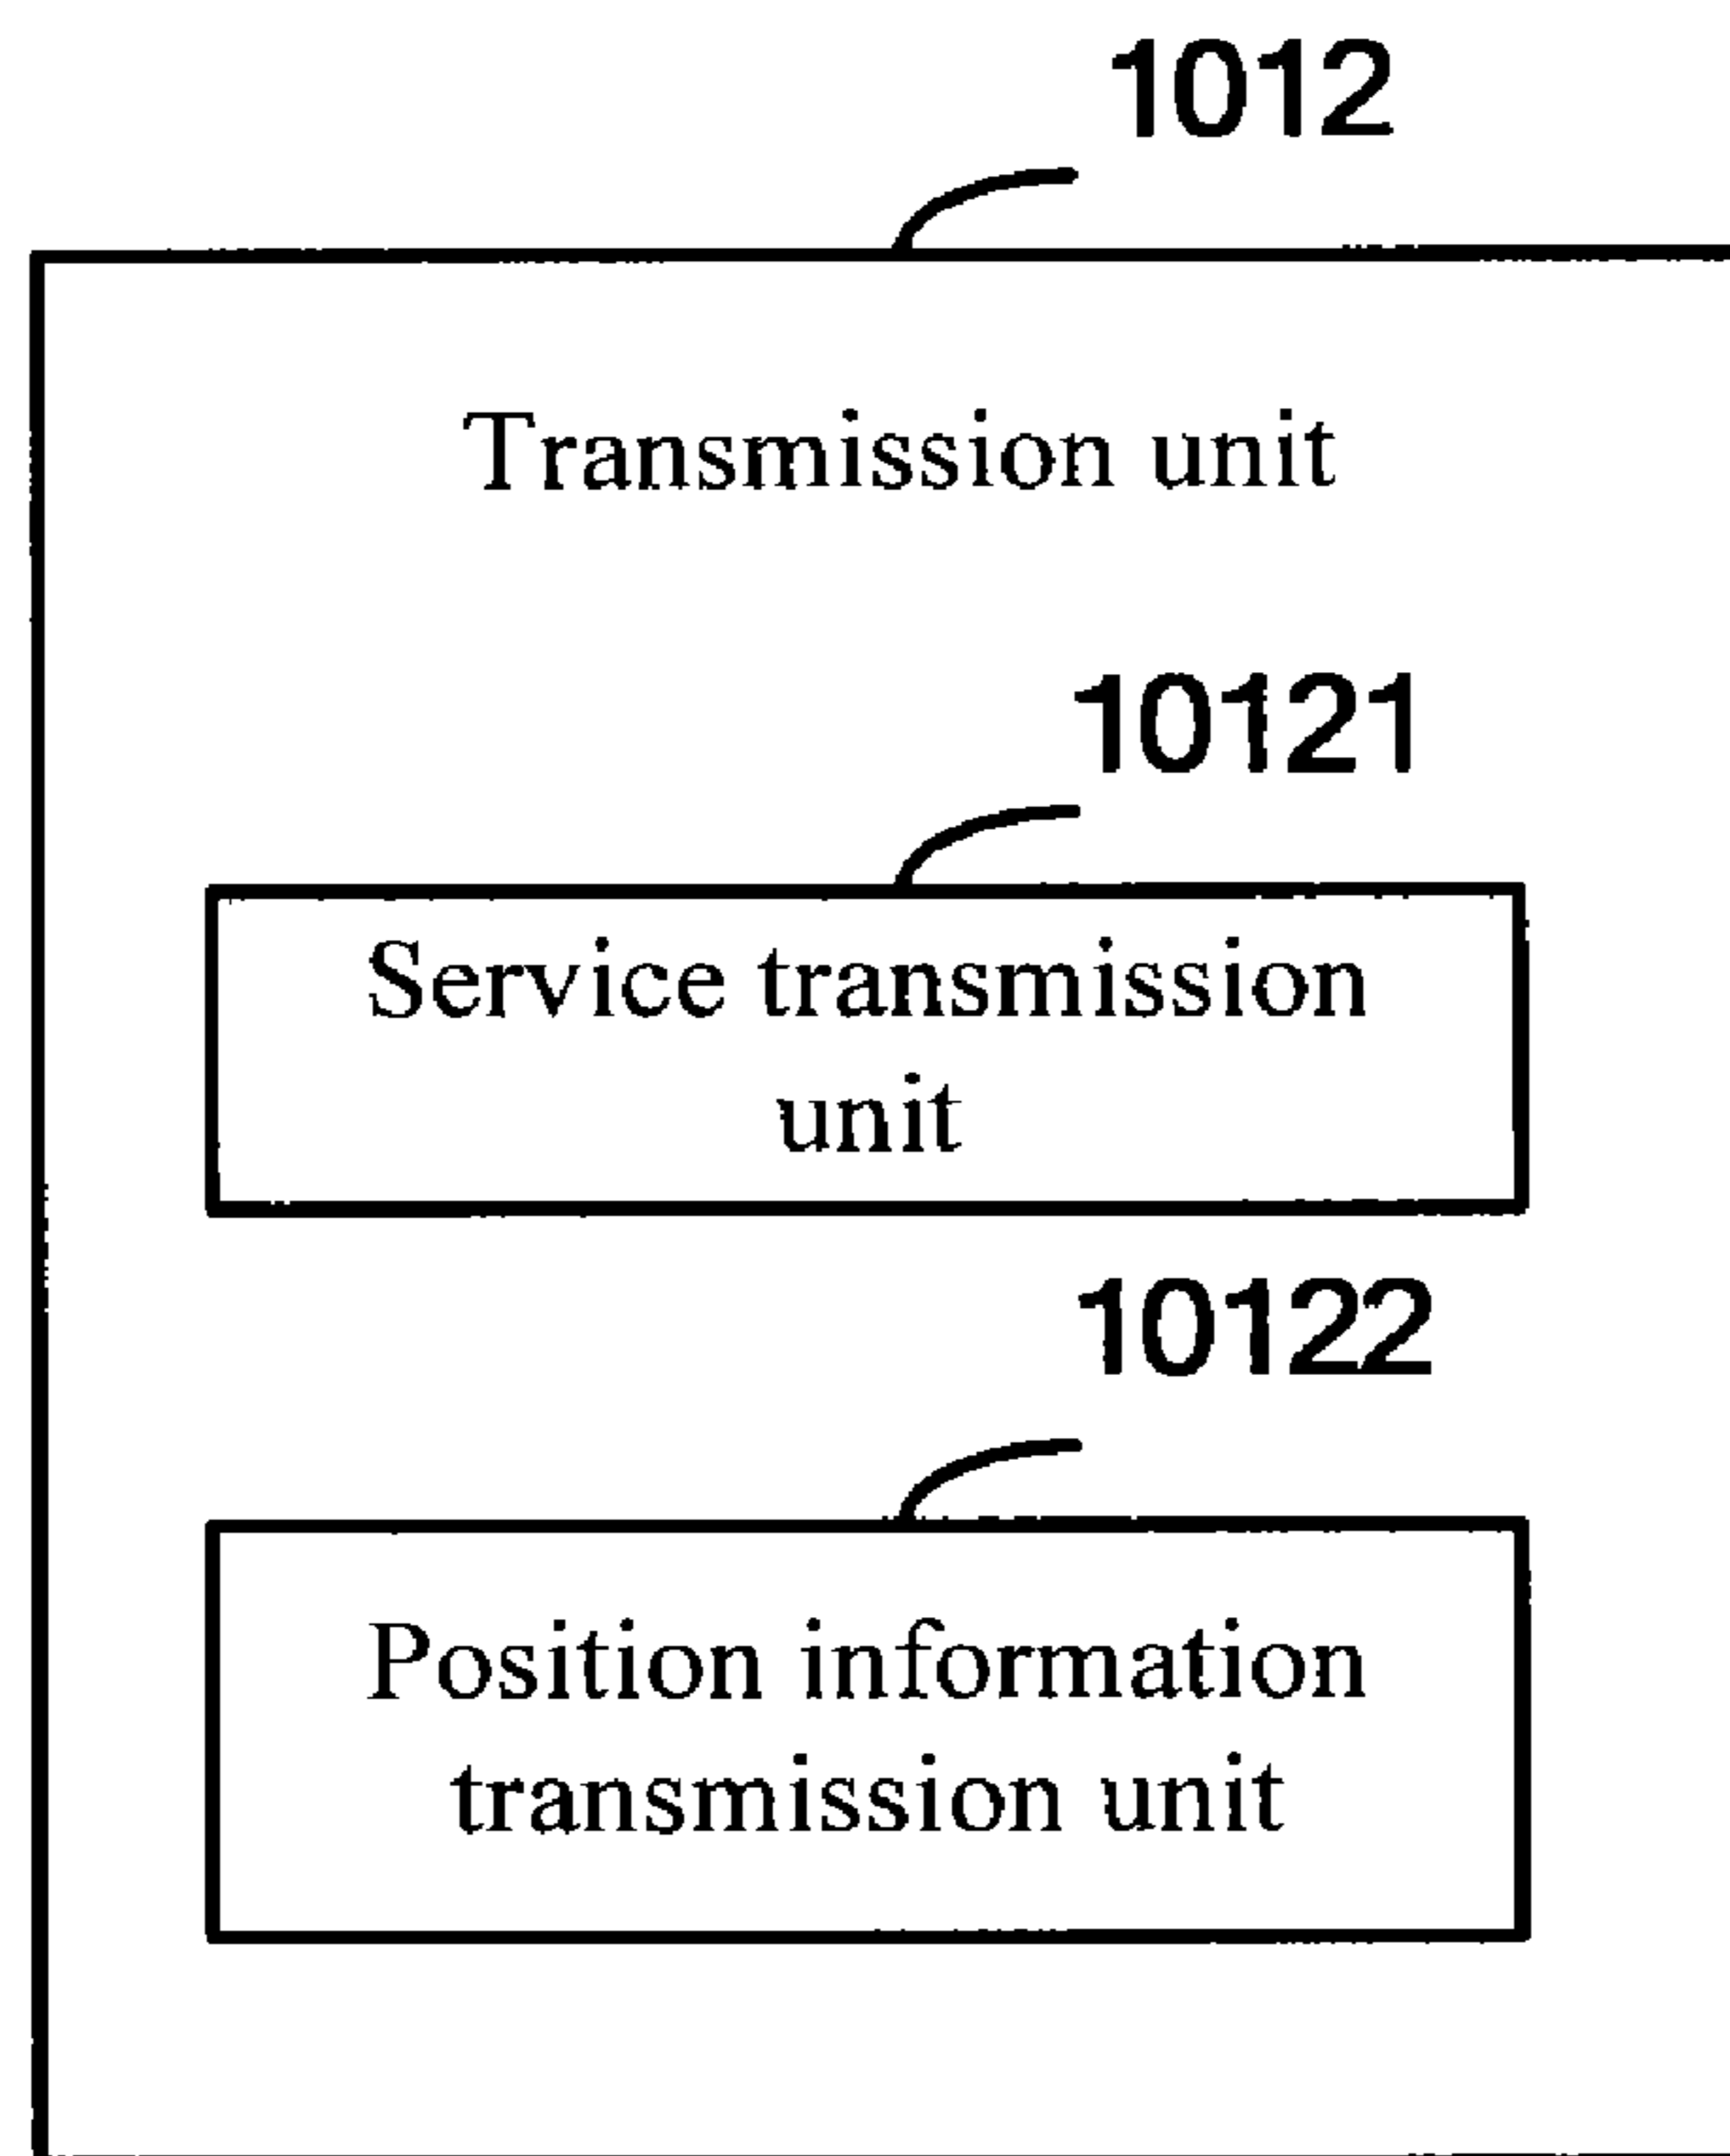 1012
Transmission unit
10121
Service transmission
unit
10122
Position information
transmission unit